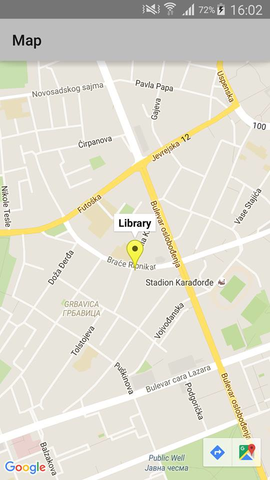 72% 16:02
Map
Novosadskog sajma
Pavla Papa
Uspenska
Gajeva
Ćirpanova
Jevrejska 12
Nikole Tesle
Futoška
Vase Stajića
Library
Bulevar oslobođenja
Braće Ribnikar
Doža Đerđa
Stadion Karađorđe
GRBAVICA
ГРБАВИЦА
Vojvođanska
Tolstojeva
Puškinova
Bulevar cara Lazara
Podgorička
Bulevar oslobođenja
Balzakova
Public Well
Јавна чесма
Google